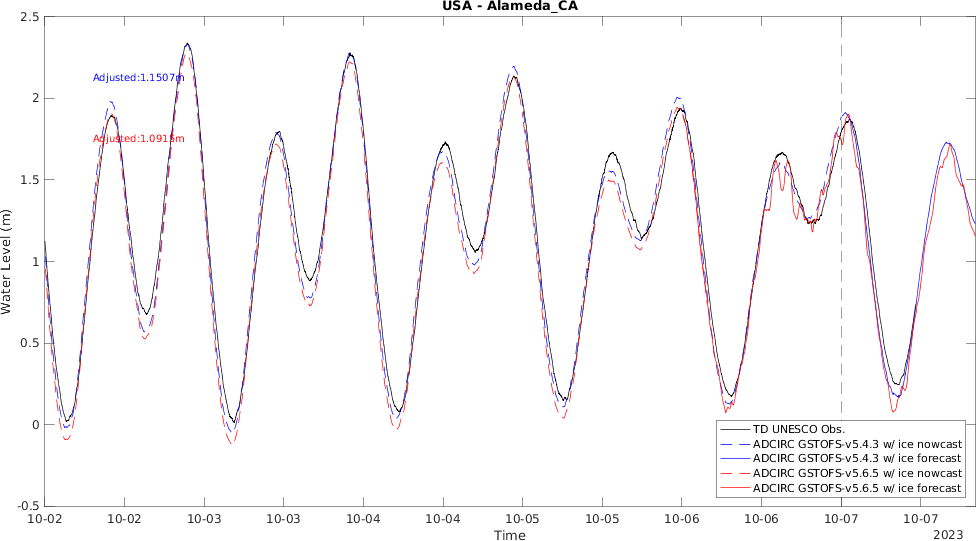 USA - Alameda_CA
2.5
2
1.5
1
0.5
0
-0.5
Water Level (m)
Adjusted:1.1507m
Adjusted:1.0915m
TD UNESCO Obs.
ADCIRC GSTOFS-v5.4.3 w/ ice nowcast
ADCIRC GSTOFS-v5.4.3 w/ ice forecast
ADCIRC GSTOFS-v5.6.5 w/ ice nowcast
ADCIRC GSTOFS-v5.6.5 w/ ice forecast
10-02 10-02 10-03 10-03 10-04 10-04 10-05 10-05 10-06 10-06 10-07 10-07
Time
2023